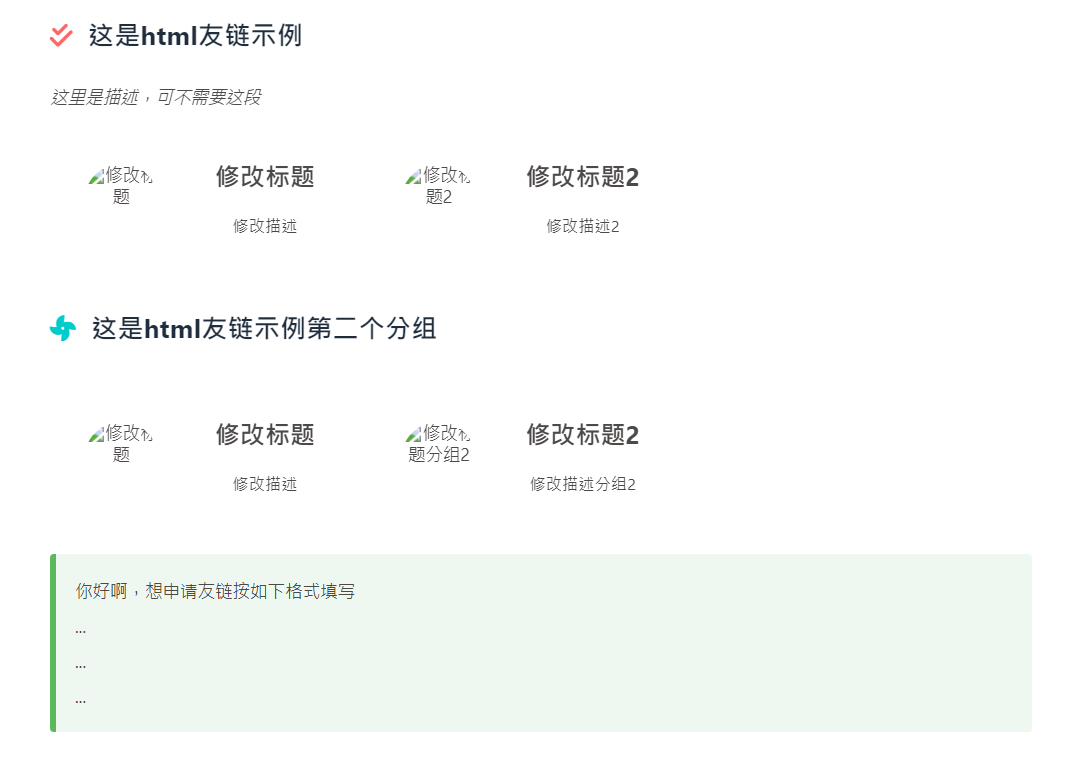 这是html友链示例
这里是描述，可不需要这段
修改标题 修改标题 修改标题2 修改标题2
修改描述 修改描述2
这是html友链示例第二个分组
修改标题 修改标题 修改标题分组2 修改标题2
修改描述 修改描述分组2
你好啊，想申请友链按如下格式填写
...
...
...